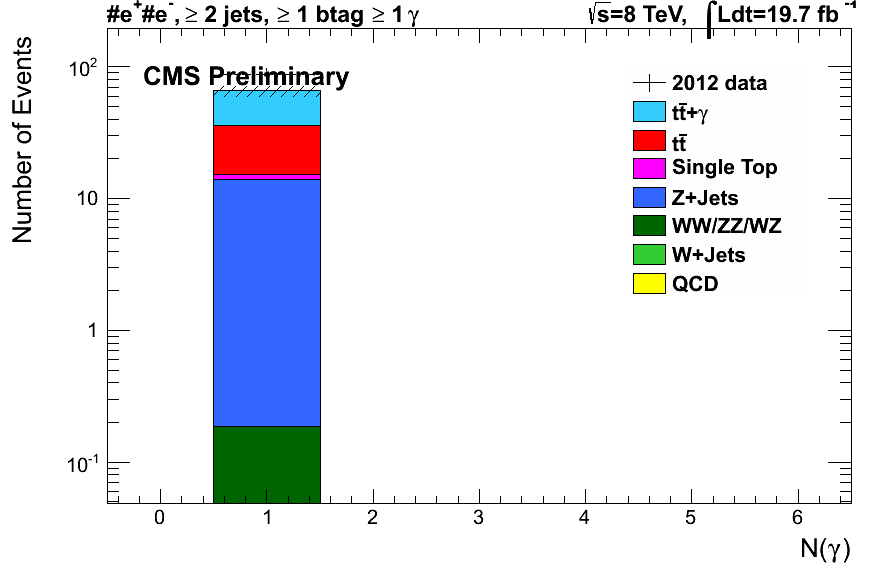 #e⁺#e⁻, ≥ 2 jets, ≥ 1 btag ≥ 1 γ
√s=8 TeV, ∫Ldt=19.7 fb⁻¹
CMS Preliminary
2012 data
tt̄+γ
tt̄
Single Top
Z+Jets
WW/ZZ/WZ
W+Jets
QCD
Number of Events
10²
10
1
10⁻¹
0 1 2 3 4 5 6
N(γ)